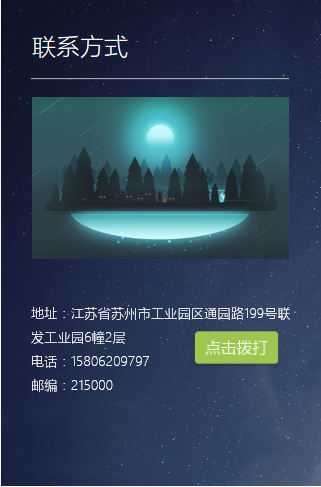 联系方式
地址：江苏省苏州市工业园区通园路199号联
发工业园6幢2层
点击拨打
电话：15806209797
邮编：215000